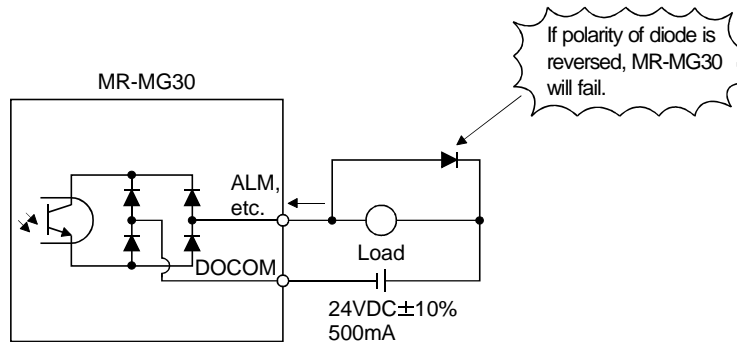 If polarity of diode is
reversed, MR-MG30
will fail.
MR-MG30
ALM,
etc.
Load
DOCOM
24VDC±10%
500mA